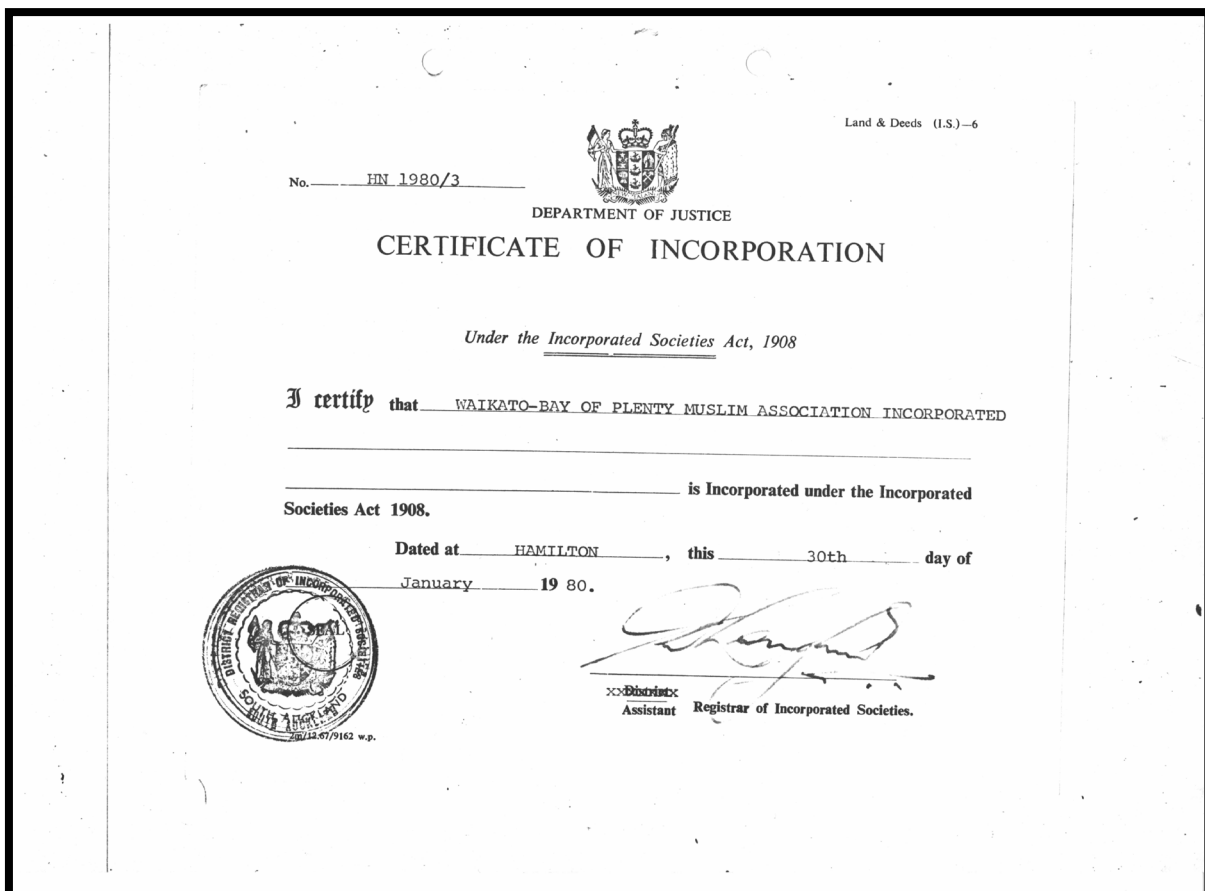 Land & Deeds (I.S.)—6
No. HN 1980/3
DEPARTMENT OF JUSTICE
CERTIFICATE OF INCORPORATION
Under the Incorporated Societies Act, 1908
I certify that WAIKATO-BAY OF PLENTY MUSLIM ASSOCIATION INCORPORATED
is Incorporated under the Incorporated
Societies Act 1908.
Dated at HAMILTON, this 30th day of
January 19 80.
DISTRICT REGISTRAR OF INCORPORATED SOCIETIES
SEAL
SOUTH AUCKLAND
xxDistrictx
Assistant Registrar of Incorporated Societies.
2m/12.67/9162 w.p.